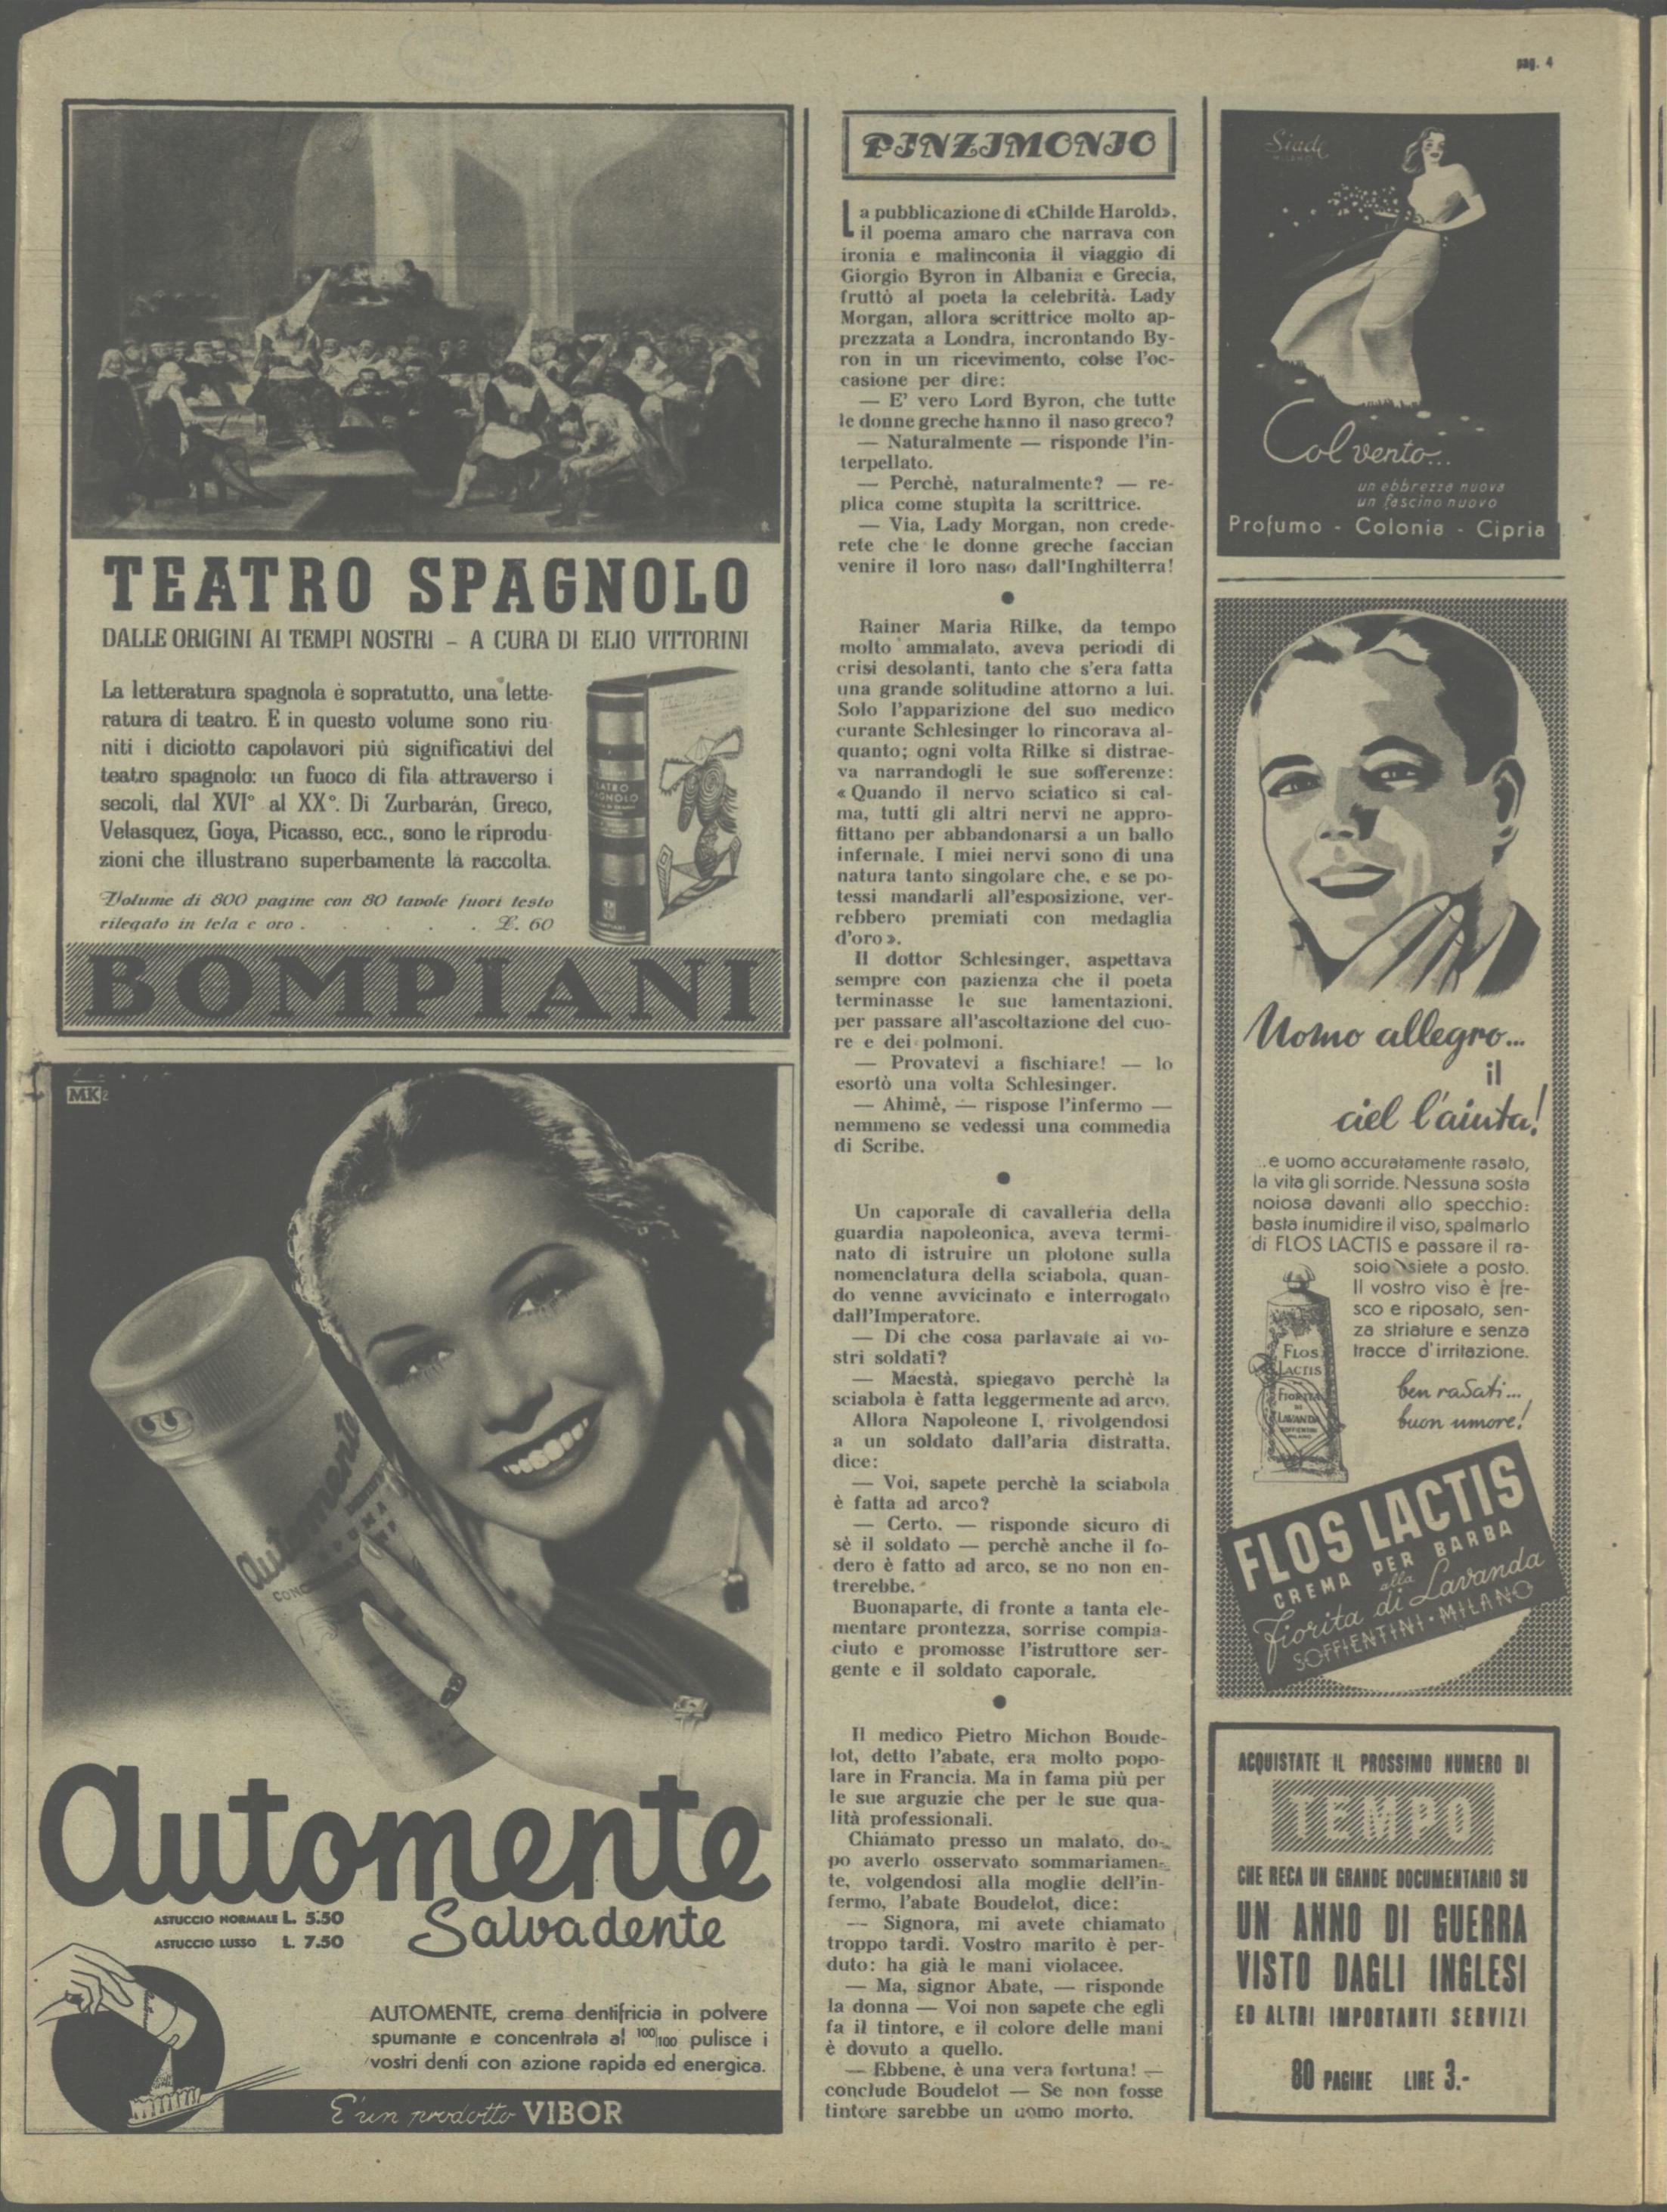 pag. 4
TEATRO SPAGNOLO
DALLE ORIGINI AI TEMPI NOSTRI – A CURA DI ELIO VITTORINI
La letteratura spagnola è sopratutto, una lette-
ratura di teatro. E in questo volume sono riu-
niti i diciotto capolavori più significativi del
teatro spagnolo: un fuoco di fila attraverso i
secoli, dal XVI° al XX°. Di Zurbarán, Greco,
Velasquez, Goya, Picasso, ecc., sono le riprodu-
zioni che illustrano superbamente la raccolta.
Volume di 800 pagine con 80 tavole fuori testo
rilegato in tela e oro . . . . . . L. 60
BOMPIANI
MK2
Automente
CONC
Automente
Salvadente
ASTUCCIO NORMALE L. 5.50
ASTUCCIO LUSSO L. 7.50
AUTOMENTE, crema dentifricia in polvere
spumante e concentrata al 100/100 pulisce i
vostri denti con azione rapida ed energica.
E' un prodotto VIBOR
PINZIMONIO
La pubblicazione di «Childe Harold»,
il poema amaro che narrava con
ironia e malinconia il viaggio di
Giorgio Byron in Albania e Grecia,
fruttò al poeta la celebrità. Lady
Morgan, allora scrittrice molto ap-
prezzata a Londra, incrontando By-
ron in un ricevimento, colse l'oc-
casione per dire:
— E' vero Lord Byron, che tutte
le donne greche hanno il naso greco?
— Naturalmente — risponde l'in-
terpellato.
— Perchè, naturalmente? — re-
plica come stupita la scrittrice.
— Via, Lady Morgan, non crede-
rete che le donne greche faccian
venire il loro naso dall'Inghilterra!
●
Rainer Maria Rilke, da tempo
molto ammalato, aveva periodi di
crisi desolanti, tanto che s'era fatta
una grande solitudine attorno a lui.
Solo l'apparizione del suo medico
curante Schlesinger lo rincorava al-
quanto; ogni volta Rilke si distrae-
va narrandogli le sue sofferenze:
« Quando il nervo sciatico si cal-
ma, tutti gli altri nervi ne appro-
fittano per abbandonarsi a un ballo
infernale. I miei nervi sono di una
natura tanto singolare che, e se po-
tessi mandarli all'esposizione, ver-
rebbero premiati con medaglia
d'oro ».
Il dottor Schlesinger, aspettava
sempre con pazienza che il poeta
terminasse le sue lamentazioni,
per passare all'ascoltazione del cuo-
re e dei polmoni.
— Provatevi a fischiare! — lo
esortò una volta Schlesinger.
— Ahimè, — rispose l'infermo —
nemmeno se vedessi una commedia
di Scribe.
●
Un caporale di cavalleria della
guardia napoleonica, aveva termi-
nato di istruire un plotone sulla
nomenclatura della sciabola, quan-
do venne avvicinato e interrogato
dall'Imperatore.
— Di che cosa parlavate ai vo-
stri soldati?
— Maestà, spiegavo perchè la
sciabola è fatta leggermente ad arco.
Allora Napoleone I, rivolgendosi
a un soldato dall'aria distratta,
dice:
— Voi, sapete perchè la sciabola
è fatta ad arco?
— Certo, — risponde sicuro di
sè il soldato — perchè anche il fo-
dero è fatto ad arco, se no non en-
trerebbe.
Buonaparte, di fronte a tanta ele-
mentare prontezza, sorrise compia-
ciuto e promosse l'istruttore ser-
gente e il soldato caporale.
●
Il medico Pietro Michon Boude-
lot, detto l'abate, era molto popo-
lare in Francia. Ma in fama più per
le sue arguzie che per le sue qua-
lità professionali.
Chiamato presso un malato, do-
po averlo osservato sommariamen-
te, volgendosi alla moglie dell'in-
fermo, l'abate Boudelot, dice:
— Signora, mi avete chiamato
troppo tardi. Vostro marito è per-
duto: ha già le mani violacee.
— Ma, signor Abate, — risponde
la donna — Voi non sapete che egli
fa il tintore, e il colore delle mani
è dovuto a quello.
— Ebbene, è una vera fortuna! —
conclude Boudelot — Se non fosse
tintore sarebbe un uomo morto.
Siade
MILANO
Col vento...
un ebbrezza nuova
un fascino nuovo
Profumo - Colonia - Cipria
Uomo allegro...
il
ciel l'aiuta!
...e uomo accuratamente rasato,
la vita gli sorride. Nessuna sosta
noiosa davanti allo specchio:
basta inumidire il viso, spalmarlo
di FLOS LACTIS e passare il ra-
soio siete a posto.
Il vostro viso è fre-
sco e riposato, sen-
za striature e senza
tracce d'irritazione.
FLOS
LACTIS
FIORITA
DI
LAVANDA
SOFFIENTINI
MILANO
ben rasati...
buon umore!
FLOS LACTIS
CREMA PER BARBA
alla
Fiorita di Lavanda
SOFFIENTINI · MILANO
ACQUISTATE IL PROSSIMO NUMERO DI
TEMPO
CHE RECA UN GRANDE DOCUMENTARIO SU
UN ANNO DI GUERRA
VISTO DAGLI INGLESI
ED ALTRI IMPORTANTI SERVIZI
80 PAGINE LIRE 3.-